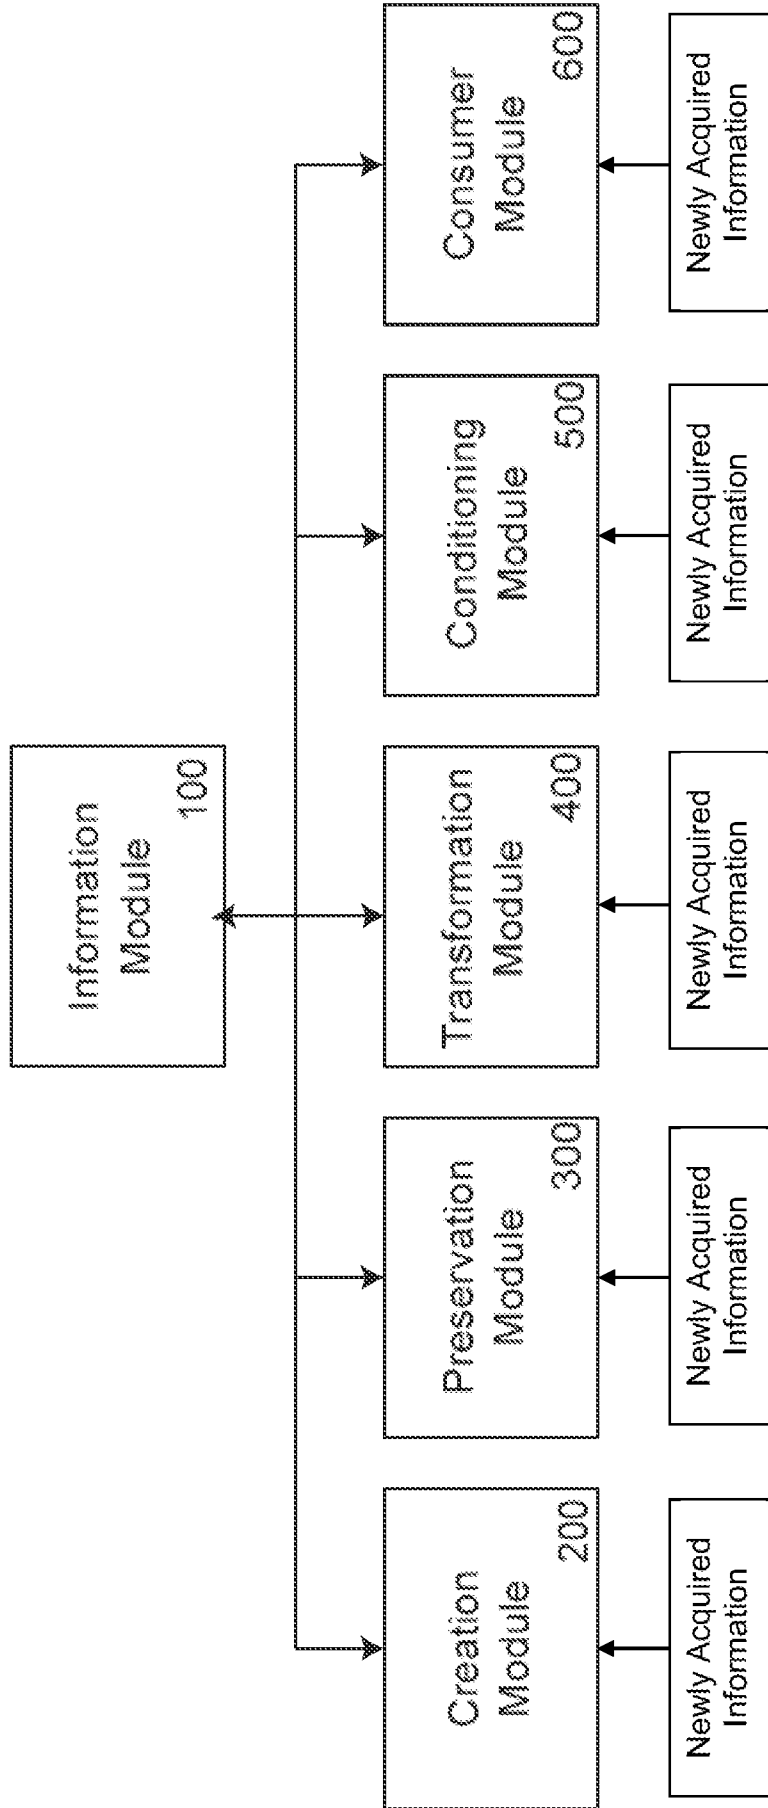 Information
Module
100
Creation
Module
200
Preservation
Module
300
Transformation
Module
400
Conditioning
Module
500
Consumer
Module
600
Newly Acquired
Information
Newly Acquired
Information
Newly Acquired
Information
Newly Acquired
Information
Newly Acquired
Information